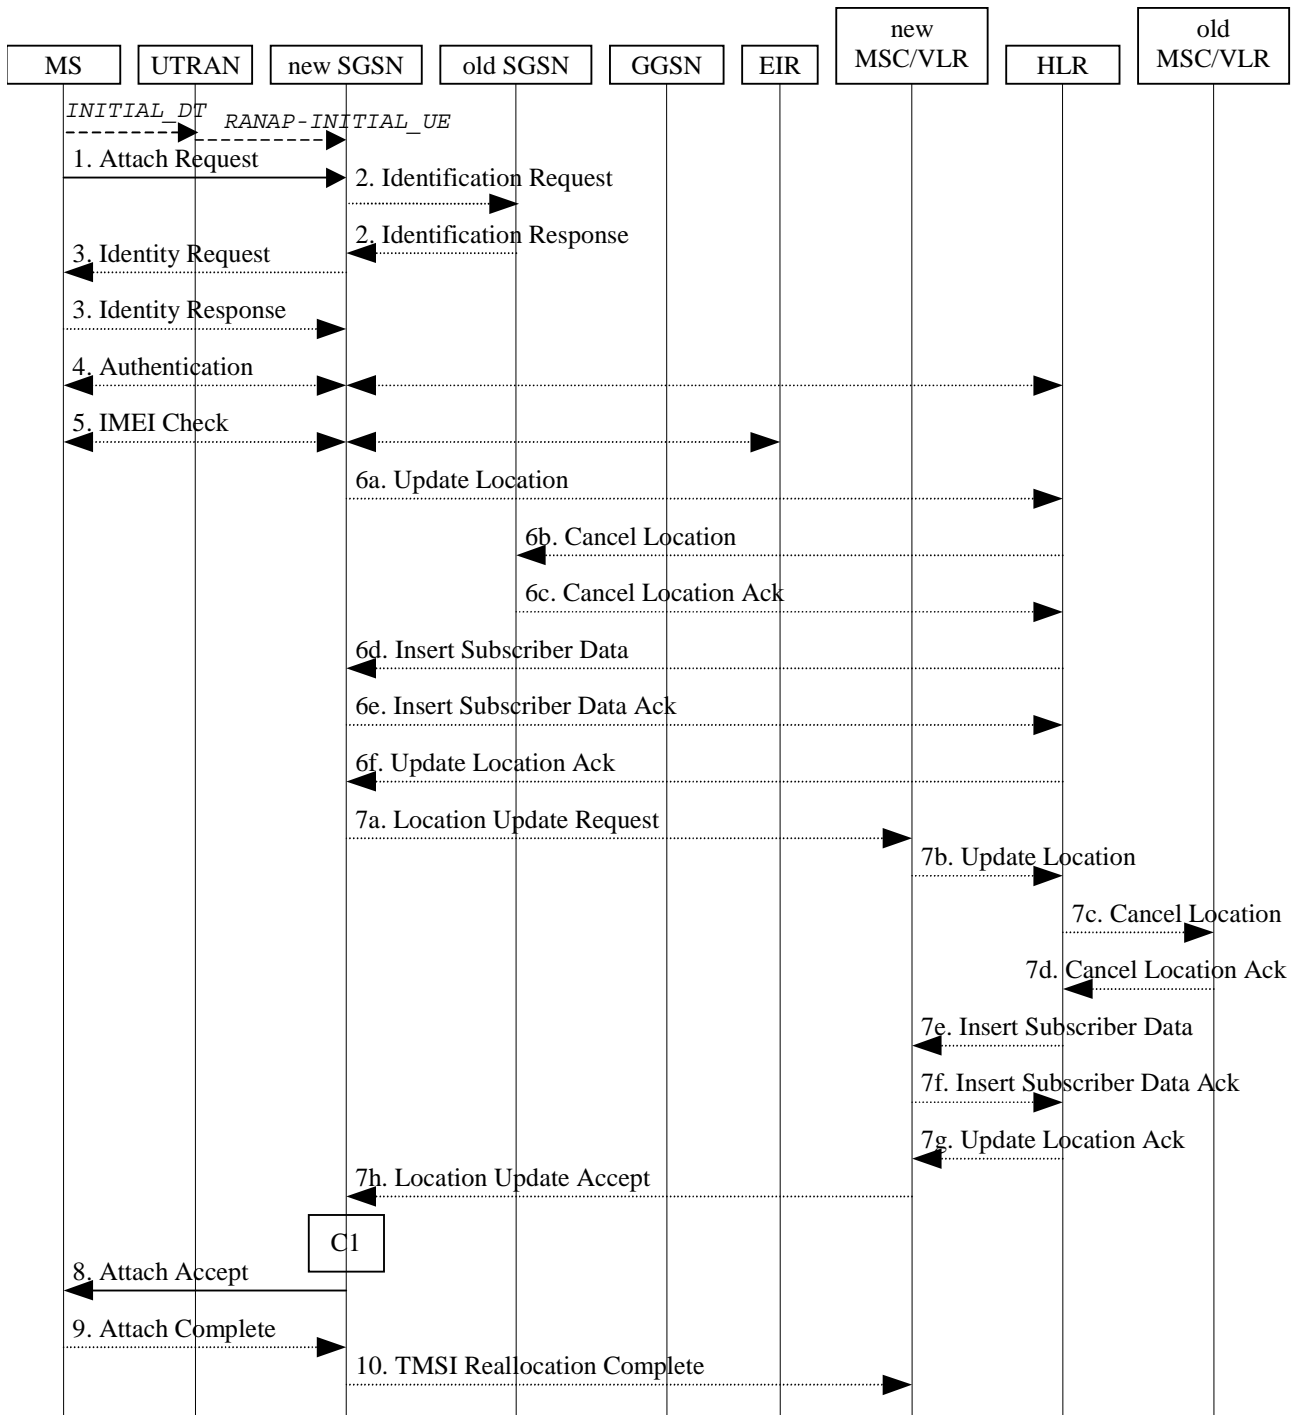 new
MSC/VLR
old
MSC/VLR
MS
UTRAN
new SGSN
old SGSN
GGSN
EIR
HLR
INITIAL_DT
RANAP-INITIAL_UE
1. Attach Request
2. Identification Request
2. Identification Response
3. Identity Request
3. Identity Response
4. Authentication
5. IMEI Check
6a. Update Location
6b. Cancel Location
6c. Cancel Location Ack
6d. Insert Subscriber Data
6e. Insert Subscriber Data Ack
6f. Update Location Ack
7a. Location Update Request
7b. Update Location
7c. Cancel Location
7d. Cancel Location Ack
7e. Insert Subscriber Data
7f. Insert Subscriber Data Ack
7g. Update Location Ack
7h. Location Update Accept
C1
8. Attach Accept
9. Attach Complete
10. TMSI Reallocation Complete